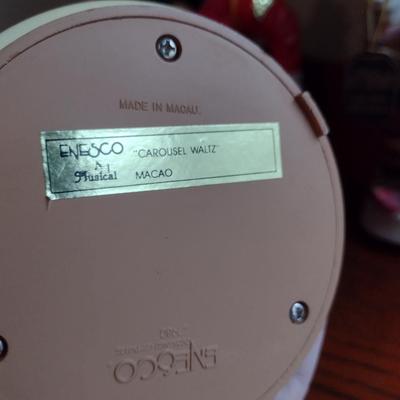 MADE IN MACAU.
ENESCO "CAROUSEL WALTZ"
A
Musical MACAO
ENESCO.